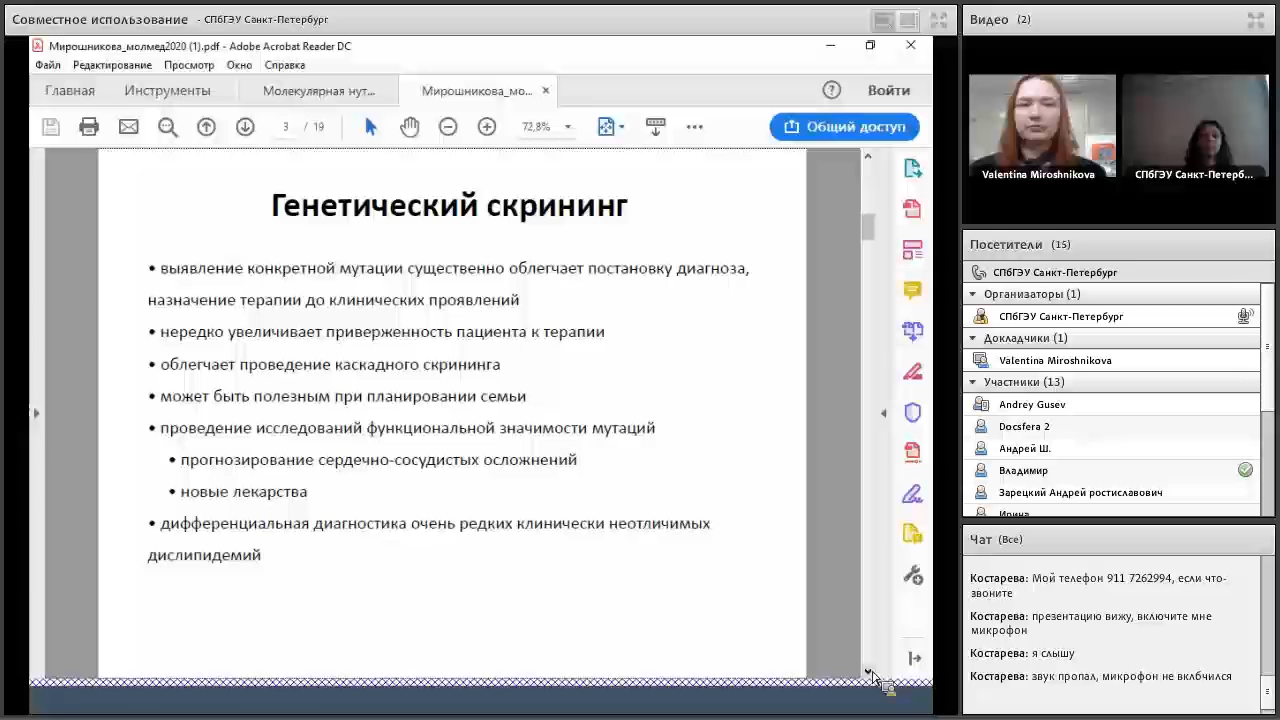 Совместное использование - СПбГЭУ Санкт-Петербург
Мирошникова_молмед2020 (1).pdf - Adobe Acrobat Reader DC
Файл Редактирование Просмотр Окно Справка
Главная Инструменты Молекулярная нут... Мирошникова_мо... × Войти
3 / 19 72,8% Общий доступ
Генетический скрининг
• выявление конкретной мутации существенно облегчает постановку диагноза,
назначение терапии до клинических проявлений
• нередко увеличивает приверженность пациента к терапии
• облегчает проведение каскадного скрининга
• может быть полезным при планировании семьи
• проведение исследований функциональной значимости мутаций
• прогнозирование сердечно-сосудистых осложнений
• новые лекарства
• дифференциальная диагностика очень редких клинически неотличимых
дислипидемий
Видео (2)
Valentina Miroshnikova СПбГЭУ Санкт-Петерб...
Посетители (15)
СПбГЭУ Санкт-Петербург
Организаторы (1)
СПбГЭУ Санкт-Петербург
Докладчики (1)
Valentina Miroshnikova
Участники (13)
Andrey Gusev
Docsfera 2
Андрей Ш.
Владимир
Зарецкий Андрей ростиславович
Ирина
Чат (Все)
Костарева: Мой телефон 911 7262994, если что-
звоните
Костарева: презентацию вижу, включите мне
микрофон
Костарева: я слышу
Костарева: звук пропал, микрофон не вклбчился